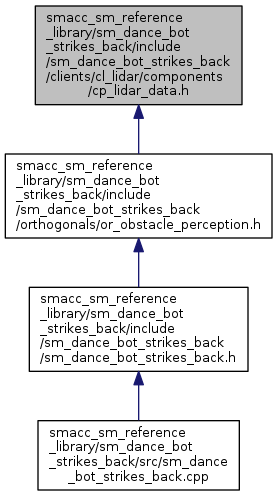 smacc_sm_reference
_library/sm_dance_bot
_strikes_back/include
/sm_dance_bot_strikes_back
/clients/cl_lidar/components
/cp_lidar_data.h
smacc_sm_reference
_library/sm_dance_bot
_strikes_back/include
/sm_dance_bot_strikes_back
/orthogonals/or_obstacle_perception.h
smacc_sm_reference
_library/sm_dance_bot
_strikes_back/include
/sm_dance_bot_strikes_back
/sm_dance_bot_strikes_back.h
smacc_sm_reference
_library/sm_dance_bot
_strikes_back/src/sm_dance
_bot_strikes_back.cpp